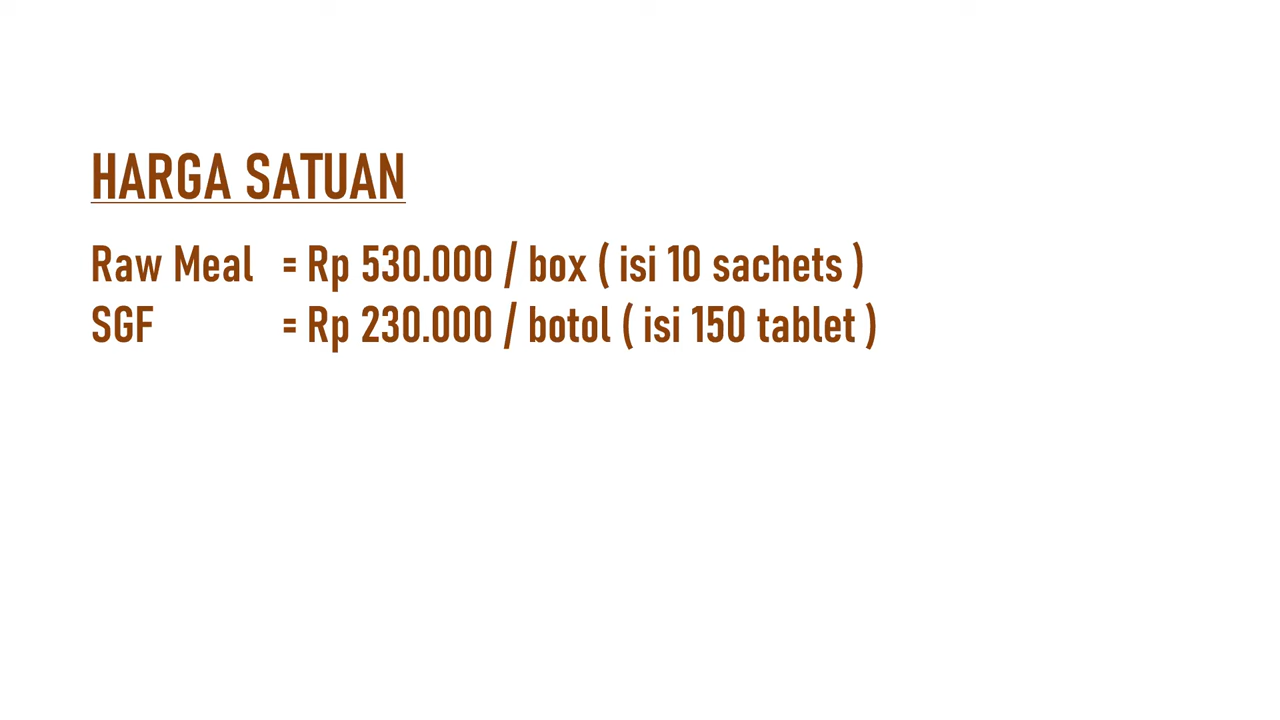 HARGA SATUAN
Raw Meal = Rp 530.000 / box ( isi 10 sachets )
SGF = Rp 230.000 / botol ( isi 150 tablet )